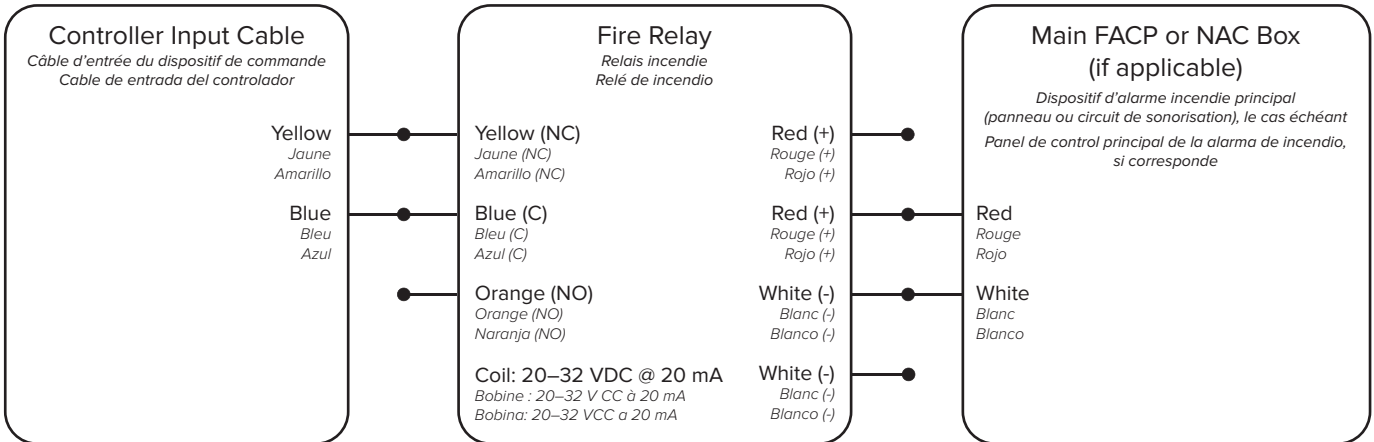 Controller Input Cable
Câble d'entrée du dispositif de commande
Cable de entrada del controlador
Yellow
Jaune
Amarillo
Blue
Bleu
Azul
Fire Relay
Relais incendie
Relé de incendio
Yellow (NC)
Jaune (NC)
Amarillo (NC)
Blue (C)
Bleu (C)
Azul (C)
Orange (NO)
Orange (NO)
Naranja (NO)
Coil: 20–32 VDC @ 20 mA
Bobine : 20–32 V CC à 20 mA
Bobina: 20–32 VCC a 20 mA
Red (+)
Rouge (+)
Rojo (+)
Red (+)
Rouge (+)
Rojo (+)
White (-)
Blanc (-)
Blanco (-)
White (-)
Blanc (-)
Blanco (-)
Main FACP or NAC Box
(if applicable)
Dispositif d'alarme incendie principal
(panneau ou circuit de sonorisation), le cas échéant
Panel de control principal de la alarma de incendio,
si corresponde
Red
Rouge
Rojo
White
Blanc
Blanco